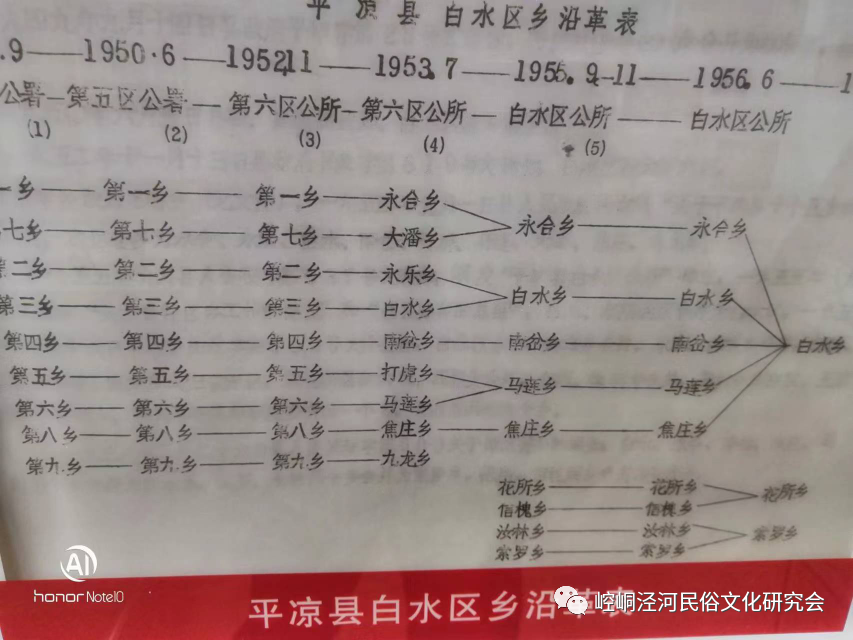 平凉县 白水区乡沿革表
.9——1950·6——1952.11——1953.7——1955.9-11——1956.6——1
公署—第五区公署—第六区公所—第六区公所—白水区公所——白水区公所
(1) (2) (3) (4) (5)
一乡——第一乡——第一乡——永合乡 永合乡——永合乡
七乡——第七乡——第七乡——大潘乡
第二乡——第二乡——第二乡——永乐乡
第三乡——第三乡——第三乡——白水乡 白水乡——白水乡
第四乡——第四乡——第四乡——南岔乡——南岔乡——南岔乡 白水乡
第五乡——第五乡——第五乡——打虎乡
第六乡——第六乡——第六乡——马莲乡 马莲乡——马莲乡
第八乡——第八乡——第八乡——焦庄乡——焦庄乡——焦庄乡
第九乡——第九乡——第九乡——九龙乡
花所乡——花所乡 花所乡
佰槐乡——佰槐乡
汝林乡——汝林乡 索罗乡
索罗乡——索罗乡
AI
honor Note10
平凉县白水区乡沿革表
崆峒泾河民俗文化研究会